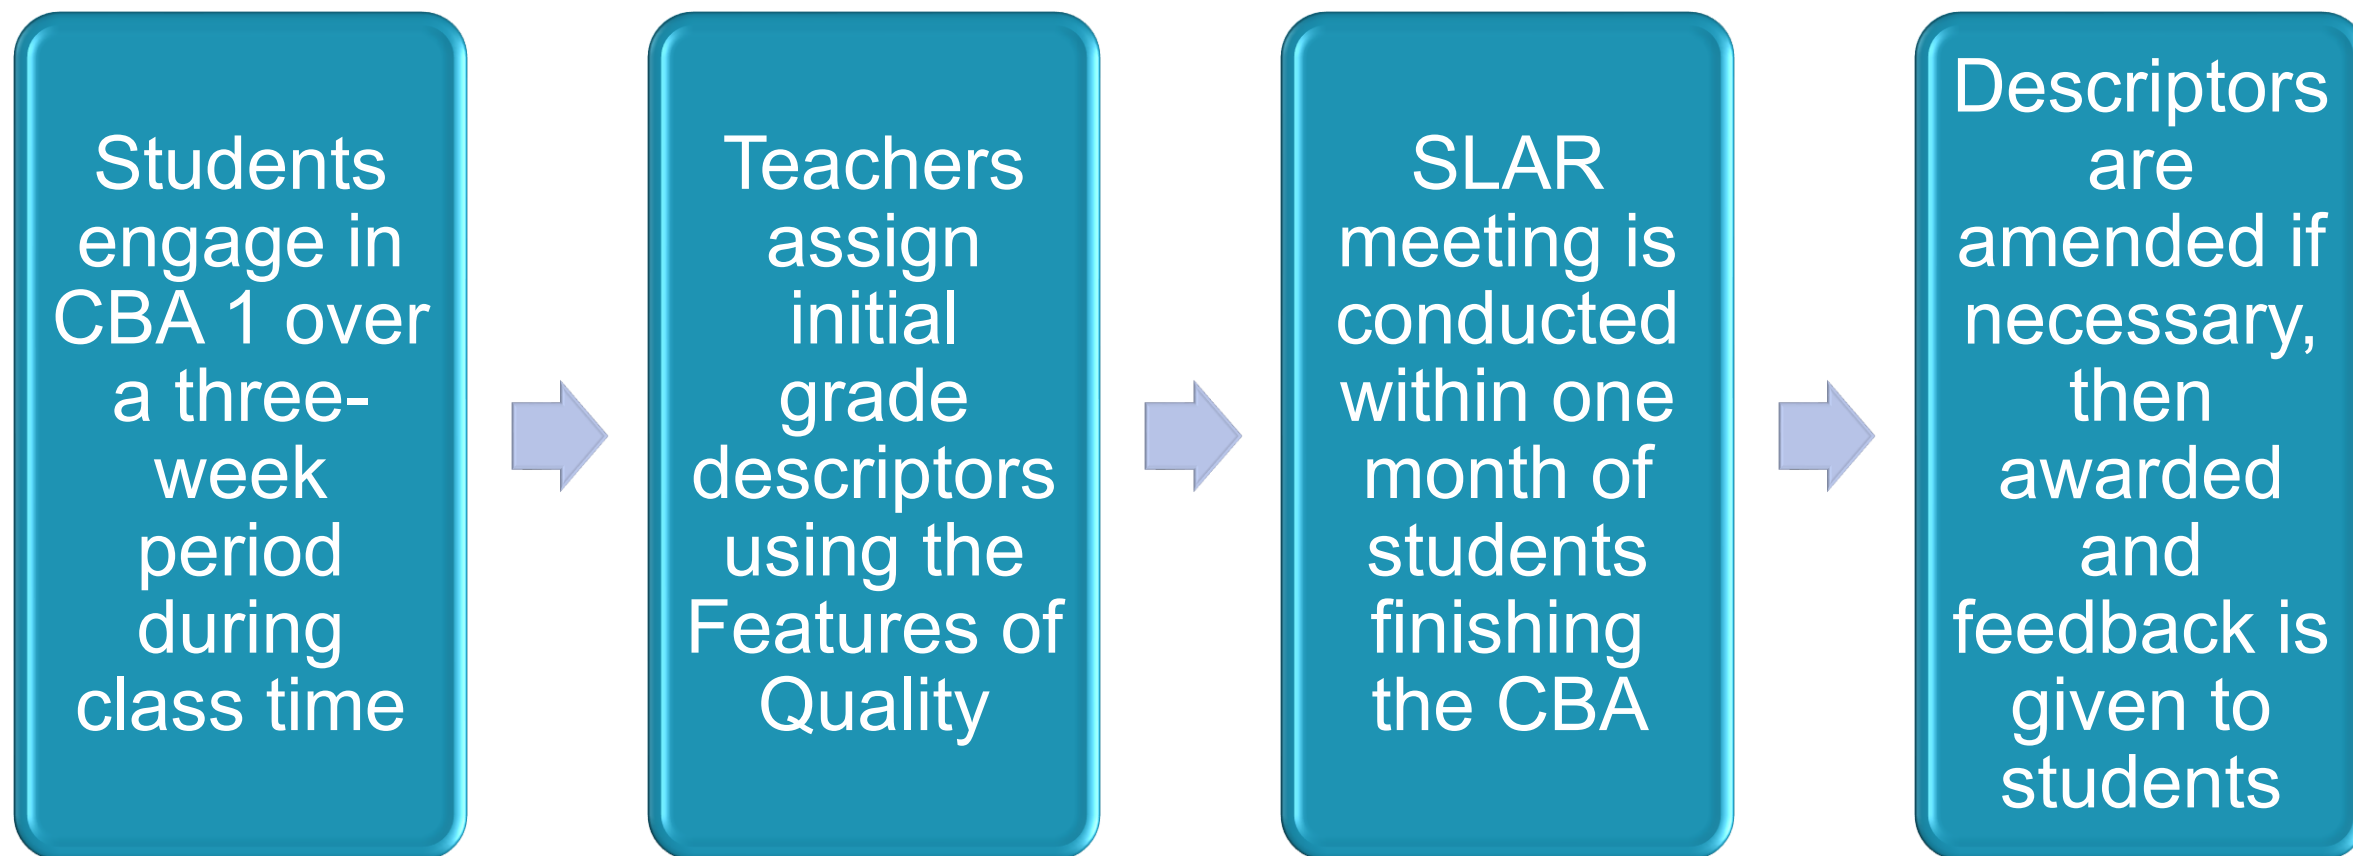 Students
engage in
CBA 1 over
a three-
week
period
during
class time
Teachers
assign
initial
grade
descriptors
using the
Features of
Quality
SLAR
meeting is
conducted
within one
month of
students
finishing
the CBA
Descriptors
are
amended if
necessary,
then
awarded
and
feedback is
given to
students